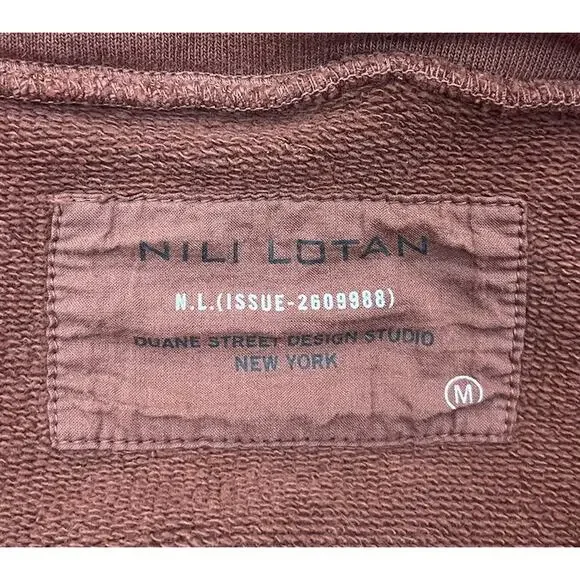 NILI LOTAN
N.L.(ISSUE-2609988)
DUANE STREET DESIGN STUDIO
NEW YORK
M